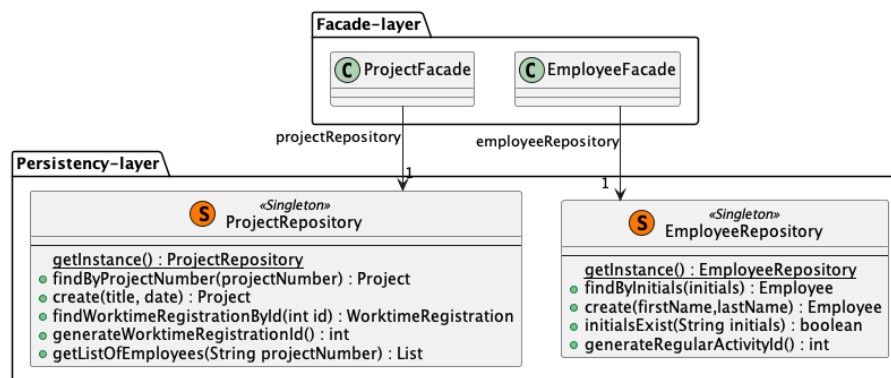 Facade-layer
C ProjectFacade
C EmployeeFacade
projectRepository
employeeRepository
1
1
Persistency-layer
«Singleton»
S ProjectRepository
getInstance() : ProjectRepository
findByProjectNumber(projectNumber) : Project
create(title, date) : Project
findWorktimeRegistrationById(int id) : WorktimeRegistration
generateWorktimeRegistrationId() : int
getListOfEmployees(String projectNumber) : List
«Singleton»
S EmployeeRepository
getInstance() : EmployeeRepository
findByInitials(initials) : Employee
create(firstName,lastName) : Employee
initialsExist(String initials) : boolean
generateRegularActivityId() : int